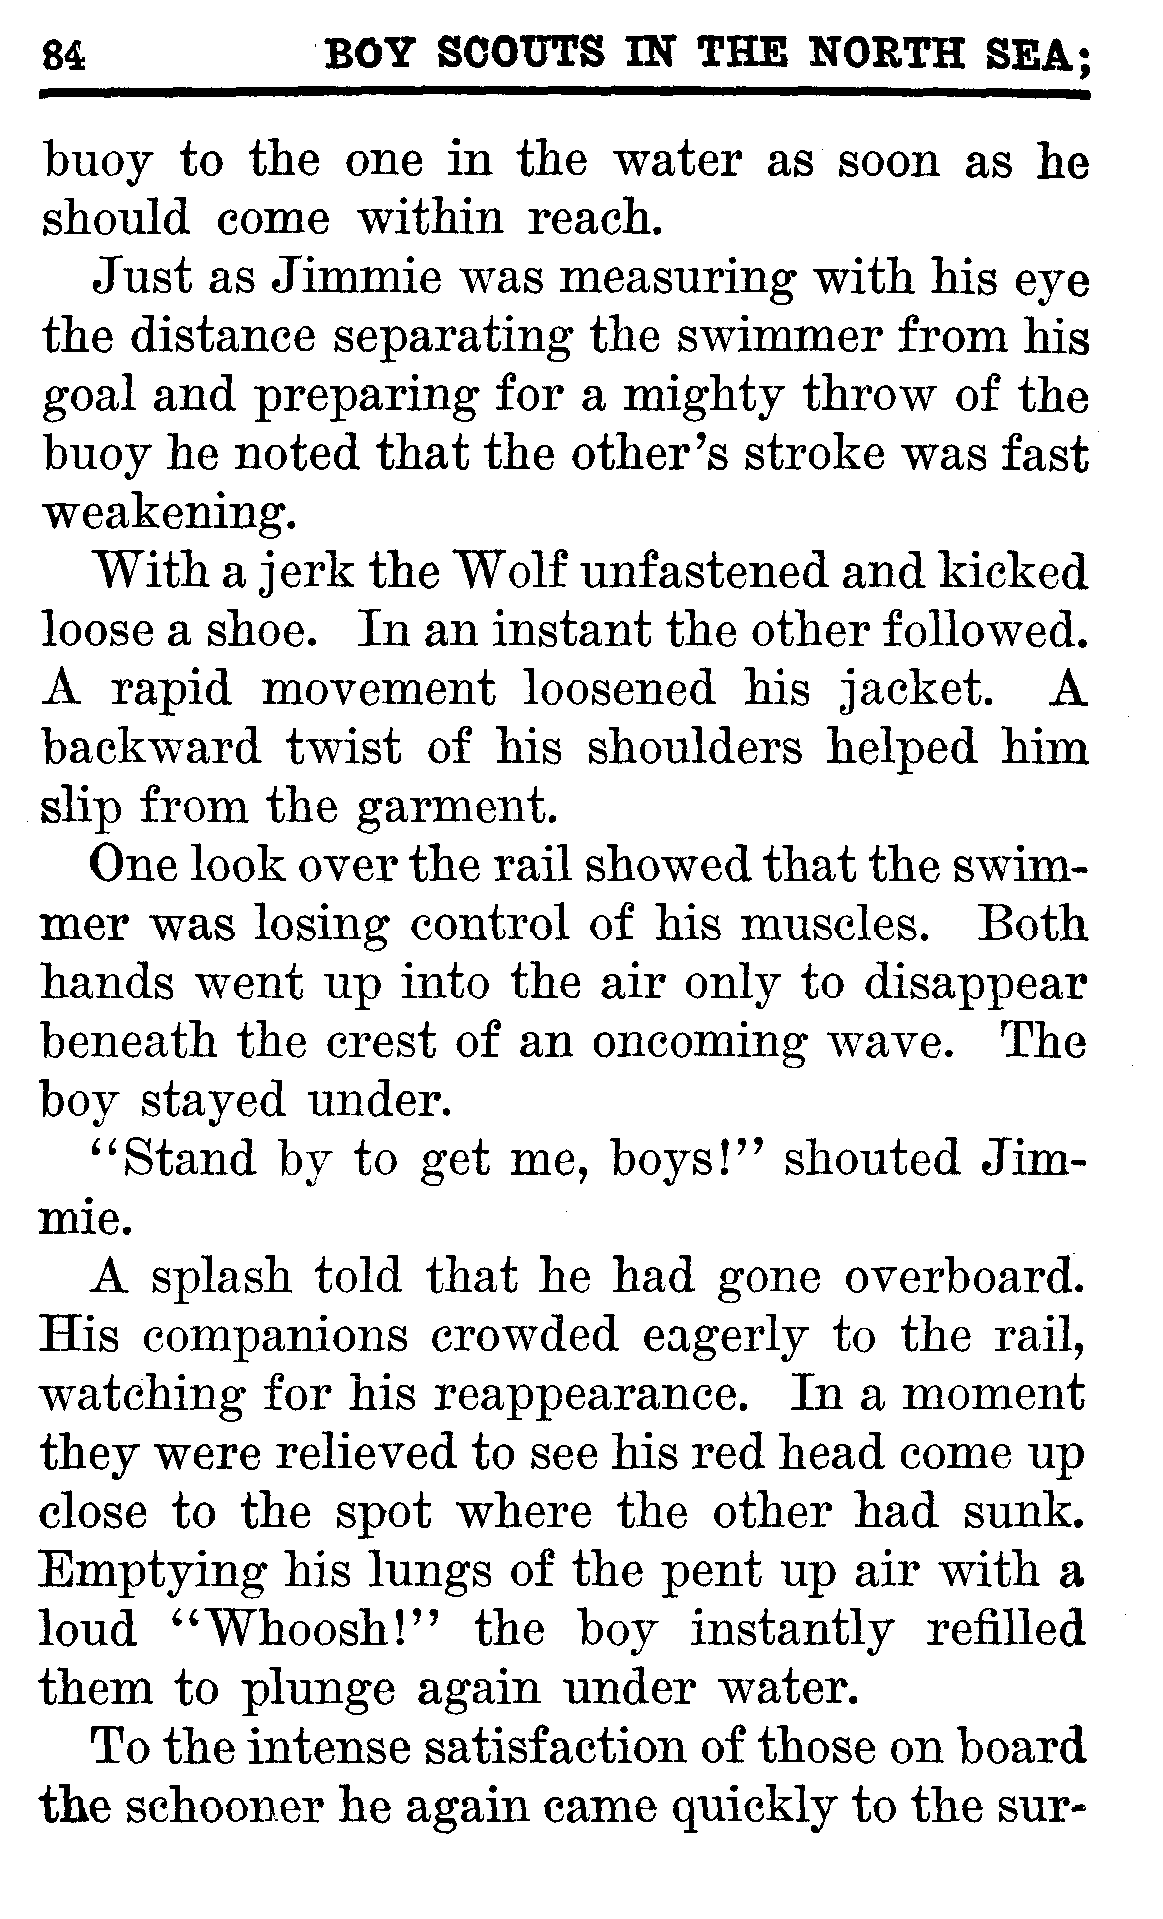 84 BOY SCOUTS IN THE NORTH SEA;
buoy to the one in the water as soon as he
should come within reach.
Just as Jimmie was measuring with his eye
the distance separating the swimmer from his
goal and preparing for a mighty throw of the
buoy he noted that the other's stroke was fast
weakening.
With a jerk the Wolf unfastened and kicked
loose a shoe. In an instant the other followed.
A rapid movement loosened his jacket. A
backward twist of his shoulders helped him
slip from the garment.
One look over the rail showed that the swim-
mer was losing control of his muscles. Both
hands went up into the air only to disappear
beneath the crest of an oncoming wave. The
boy stayed under.
"Stand by to get me, boys!" shouted Jim-
mie.
A splash told that he had gone overboard.
His companions crowded eagerly to the rail,
watching for his reappearance. In a moment
they were relieved to see his red head come up
close to the spot where the other had sunk.
Emptying his lungs of the pent up air with a
loud "Whoosh!" the boy instantly refilled
them to plunge again under water.
To the intense satisfaction of those on board
the schooner he again came quickly to the sur-